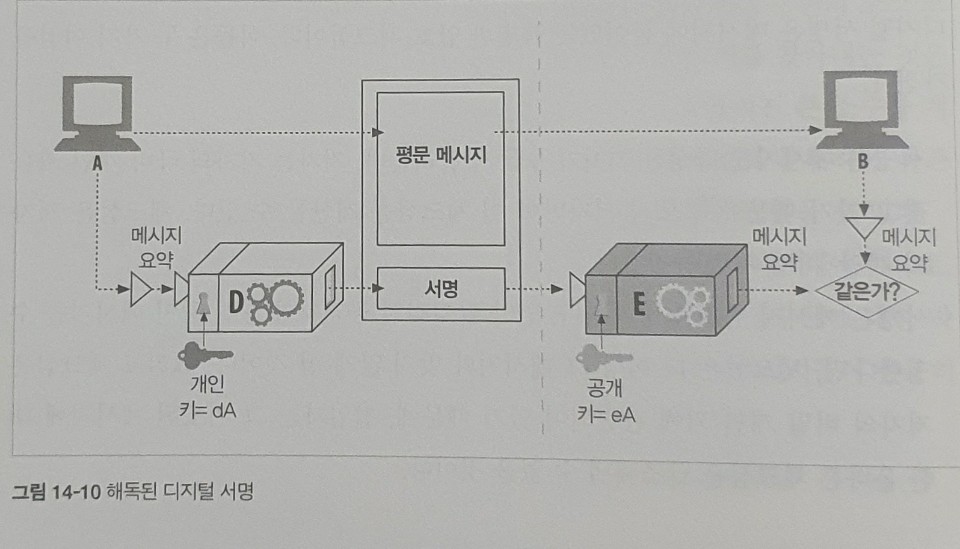 평문 메시지
A
B
메시지
요약
D
서명
메시지
요약
E
메시지
요약
같은가?
개인
키= dA
공개
키= eA
그림 14-10 해독된 디지털 서명